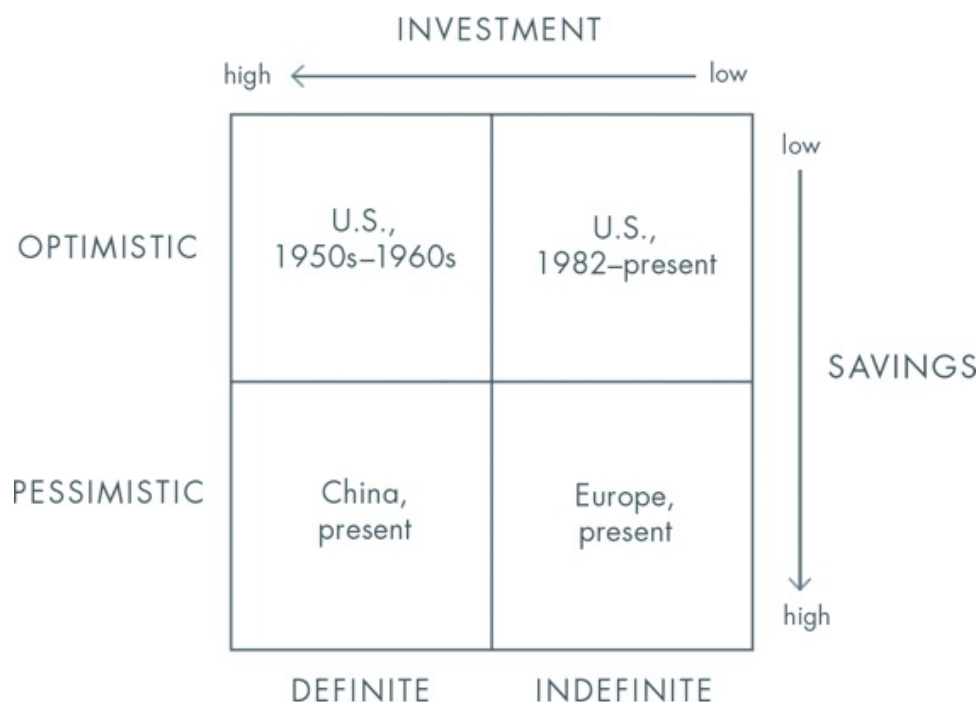 INVESTMENT
high low
low
U.S.,
1950s–1960s
U.S.,
1982–present
OPTIMISTIC
SAVINGS
China,
present
Europe,
present
PESSIMISTIC
high
DEFINITE INDEFINITE